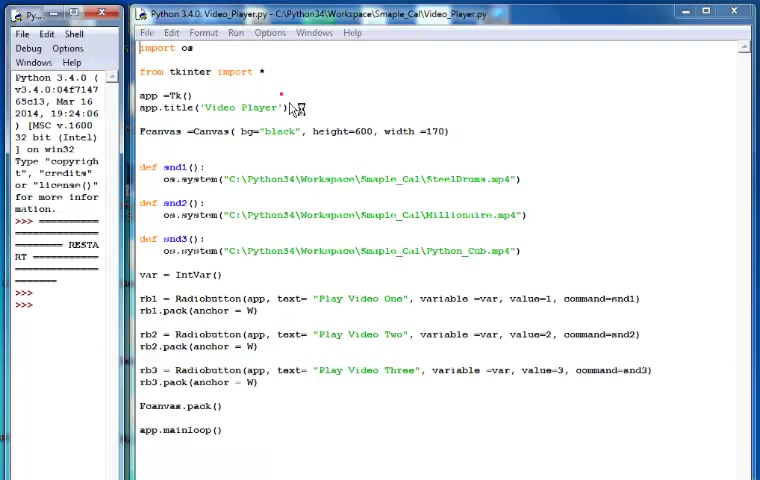 Py...
File Edit Shell
Debug Options
Windows Help
Python 3.4.0 (
v3.4.0:04f7147
65c13, Mar 16
2014, 19:24:06
) [MSC v.1600
32 bit (Intel)
] on win32
Type "copyrigh
t", "credits"
or "license()"
for more infor
mation.
>>> ===========
================
======== RESTA
RT ============
================
=======
>>>
>>>
Python 3.4.0: Video_Player.py - C:\Python34\Workspace\Smaple_Cal\Video_Player.py
File Edit Format Run Options Windows Help
import os
from tkinter import *
app =Tk()
app.title('Video Player')
Fcanvas =Canvas( bg="black", height=600, width =170)
def snd1():
os.system("C:\Python34\Workspace\Smaple_Cal\SteelDrums.mp4")
def snd2():
os.system("C:\Python34\Workspace\Smaple_Cal\Millionaire.mp4")
def snd3():
os.system("C:\Python34\Workspace\Smaple_Cal\Python_Cub.mp4")
var = IntVar()
rb1 = Radiobutton(app, text= "Play Video One", variable =var, value=1, command=snd1)
rb1.pack(anchor = W)
rb2 = Radiobutton(app, text= "Play Video Two", variable =var, value=2, command=snd2)
rb2.pack(anchor = W)
rb3 = Radiobutton(app, text= "Play Video Three", variable =var, value=3, command=snd3)
rb3.pack(anchor = W)
Fcanvas.pack()
app.mainloop()